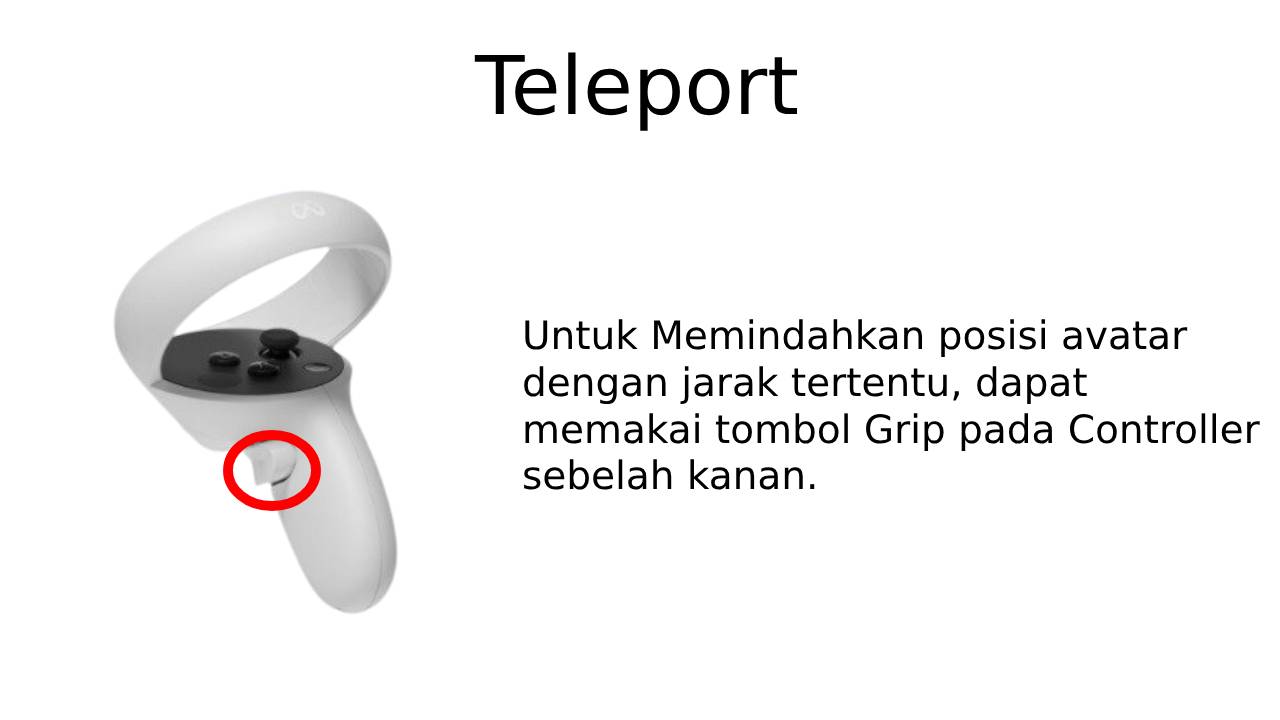 Teleport
Untuk Memindahkan posisi avatar
dengan jarak tertentu, dapat
memakai tombol Grip pada Controller
sebelah kanan.